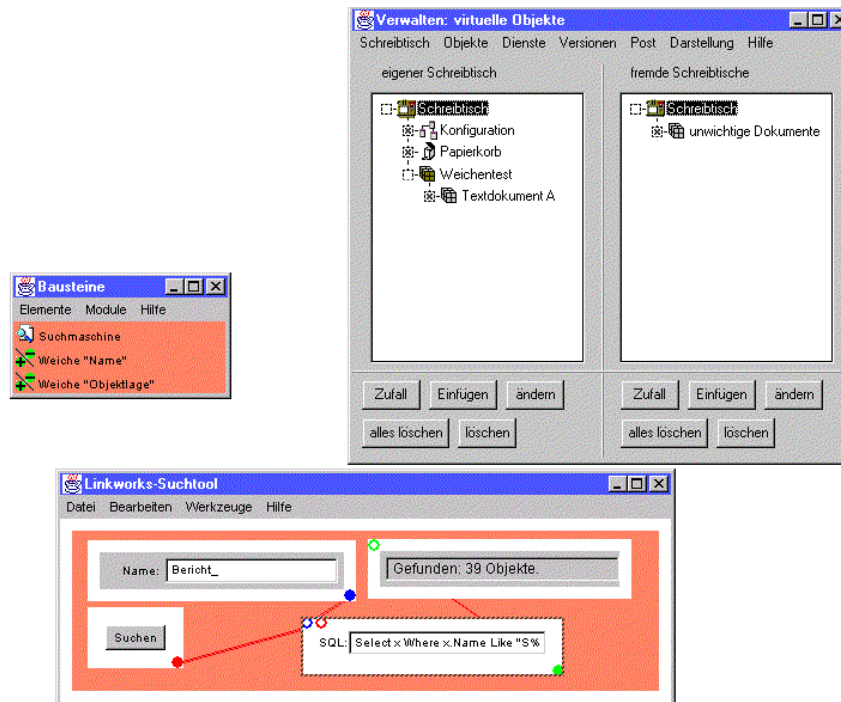 Verwalten: virtuelle Objekte
Schreibtisch Objekte Dienste Versionen Post Darstellung Hilfe
eigener Schreibtisch
fremde Schreibtische
Schreibtisch
Konfiguration
Papierkorb
Weichentest
Textdokument A
Schreibtisch
unwichtige Dokumente
Zufall Einfügen ändern
alles löschen löschen
Zufall Einfügen ändern
alles löschen löschen
Bausteine
Elemente Module Hilfe
Suchmaschine
Weiche "Name"
Weiche "Objektlage"
Linkworks-Suchtool
Datei Bearbeiten Werkzeuge Hilfe
Name: Bericht_
Gefunden: 39 Objekte.
Suchen
SQL: Select x Where x.Name Like "S%